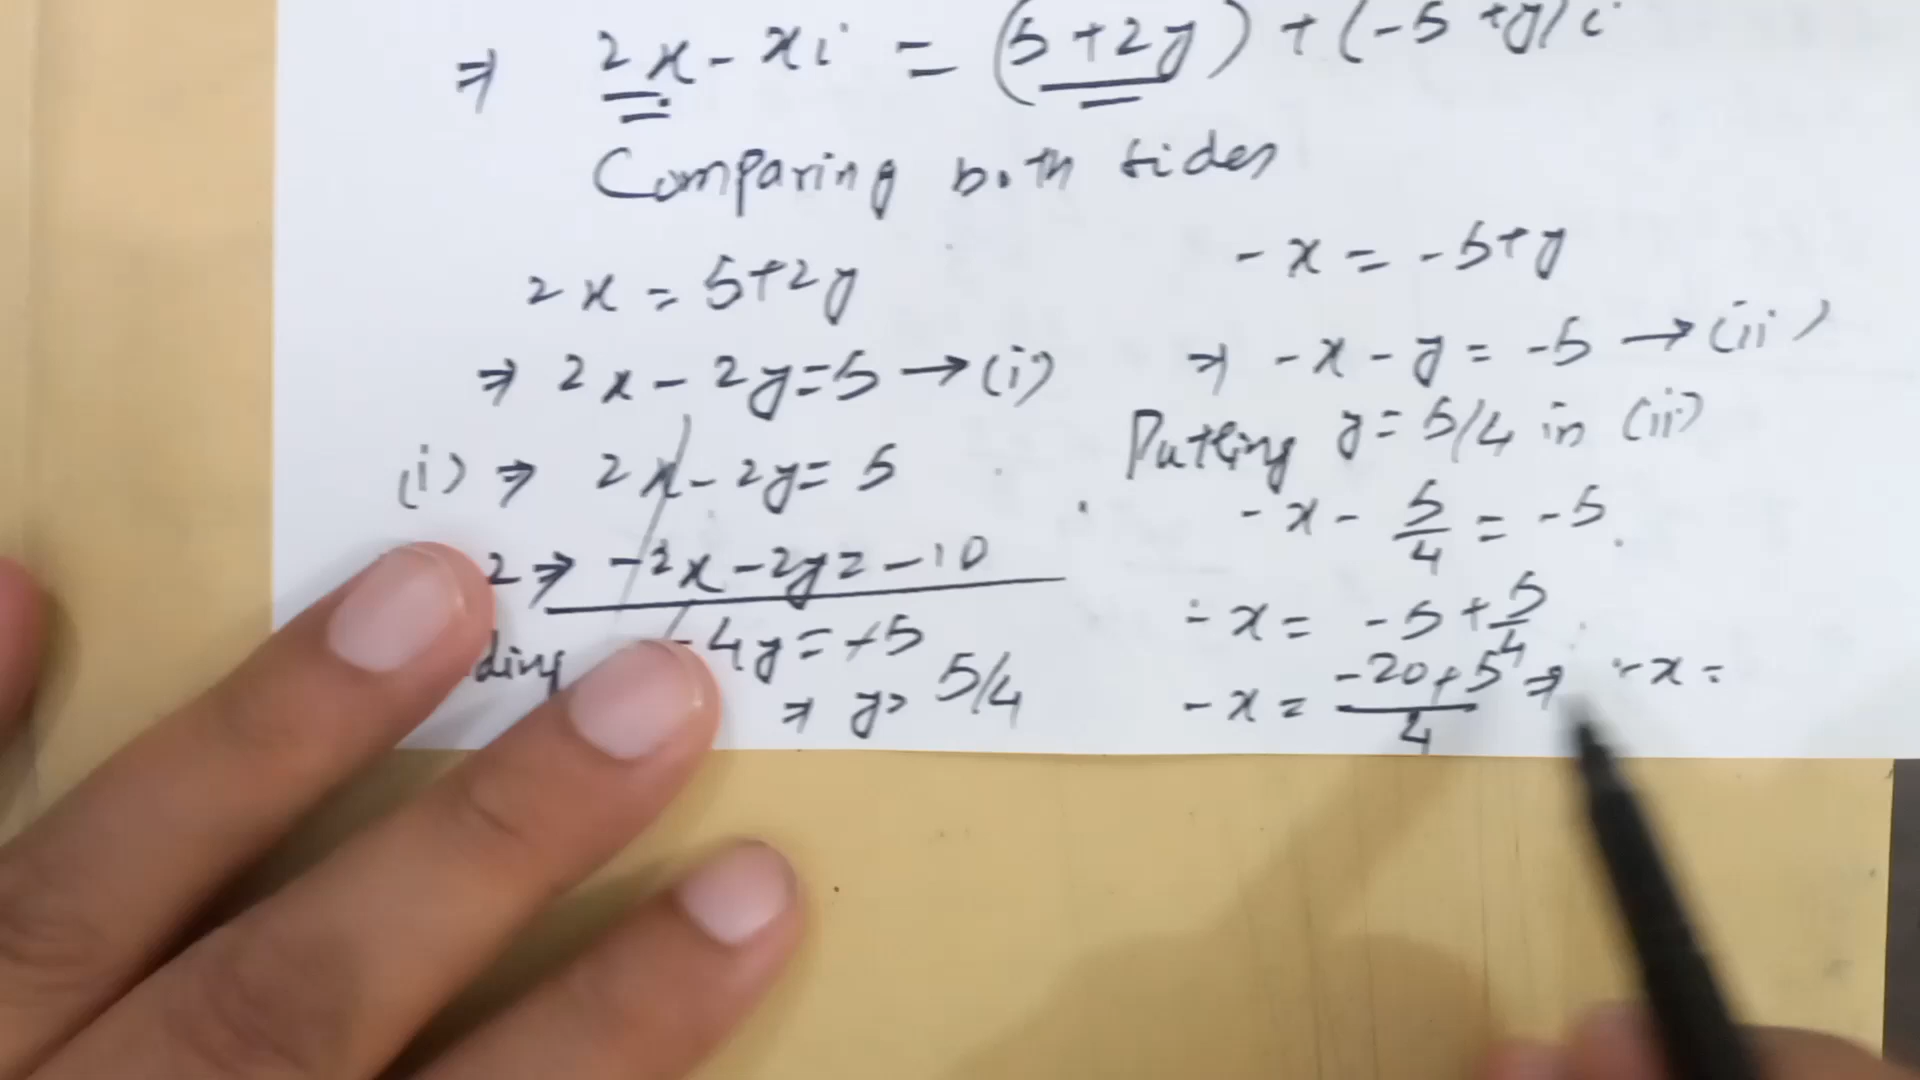 ⇒ 2x - xi = (5 + 2y) + (-5 + y) i
Comparing both sides
2x = 5+2y
⇒ 2x - 2y = 5 → (i)
(i) ⇒ 2x - 2y = 5
2 ⇒ -2x - 2y = -10
-4y = -5
⇒ y = 5/4
-x = -5+y
⇒ -x - y = -5 → (ii)
Putting y = 5/4 in (ii)
-x - 5/4 = -5
-x = -5 + 5/4
-x = (-20+5)/4 ⇒ -x =